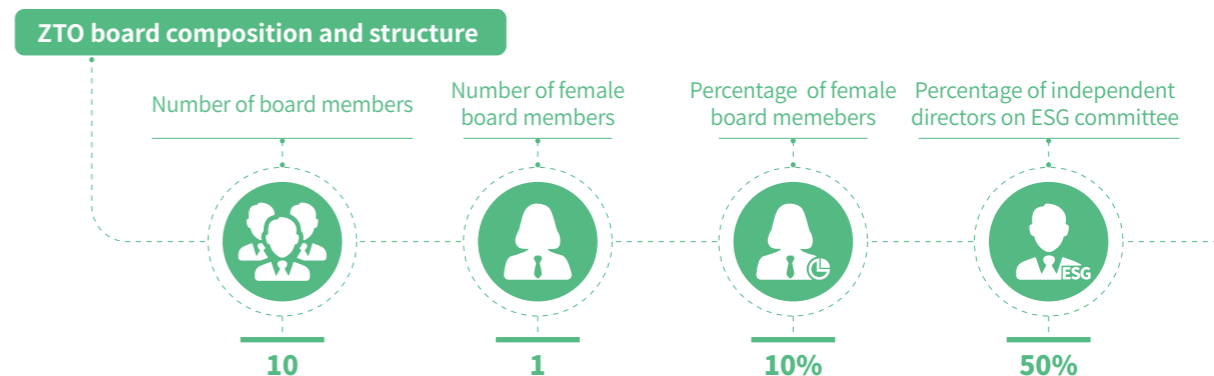 ZTO board composition and structure
Number of board members
Number of female
board members
Percentage of female
board memebers
Percentage of independent
directors on ESG committee
ESG
10
1
10%
50%